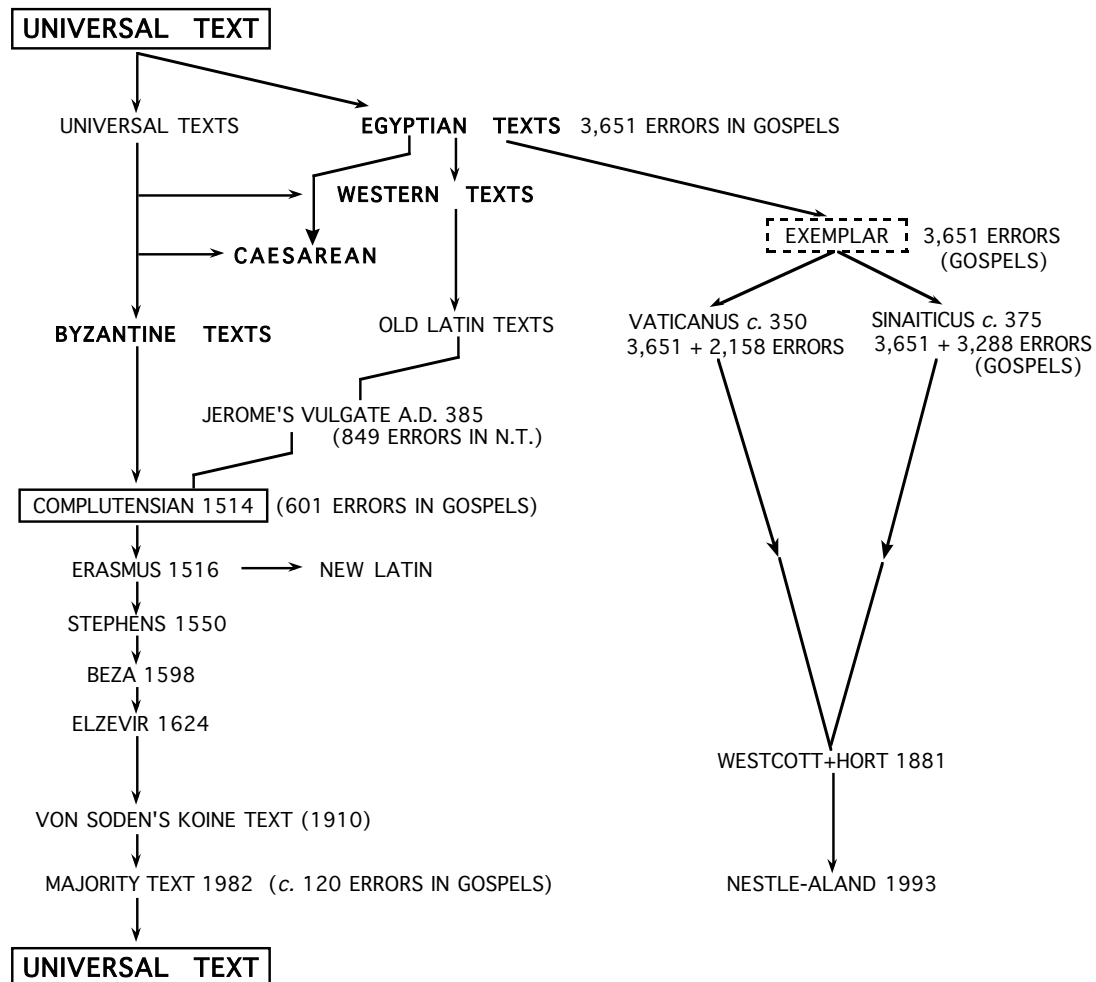 UNIVERSAL TEXT
UNIVERSAL TEXTS
EGYPTIAN TEXTS 3,651 ERRORS IN GOSPELS
WESTERN TEXTS
EXEMPLAR 3,651 ERRORS
(GOSPELS)
CAESAREAN
BYZANTINE TEXTS
OLD LATIN TEXTS
VATICANUS c. 350
3,651 + 2,158 ERRORS
SINAITICUS c. 375
3,651 + 3,288 ERRORS
(GOSPELS)
JEROME'S VULGATE A.D. 385
(849 ERRORS IN N.T.)
COMPLUTENSIAN 1514 (601 ERRORS IN GOSPELS)
ERASMUS 1516 NEW LATIN
STEPHENS 1550
BEZA 1598
ELZEVIR 1624
WESTCOTT+HORT 1881
VON SODEN'S KOINE TEXT (1910)
MAJORITY TEXT 1982 (c. 120 ERRORS IN GOSPELS)
NESTLE-ALAND 1993
UNIVERSAL TEXT